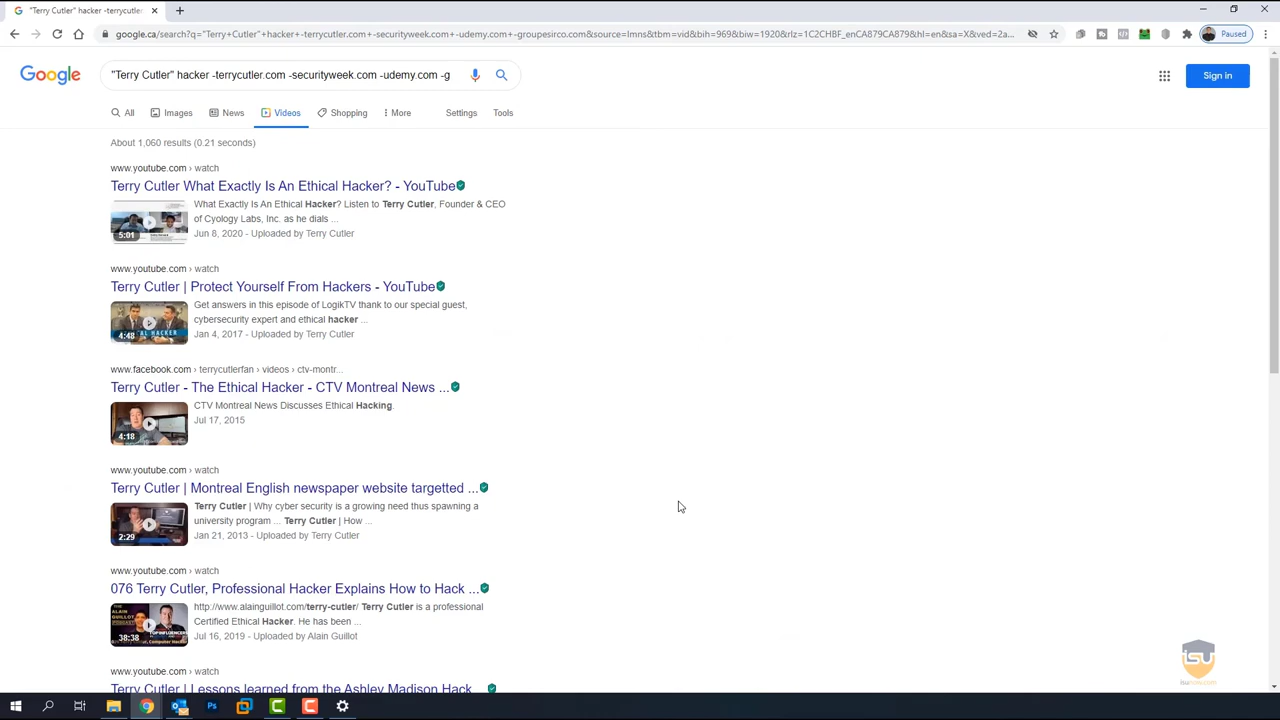 "Terry Cutler" hacker -terrycutler
google.ca/search?q="Terry+Cutler"+hacker+-terrycutler.com+-securityweek.com+-udemy.com+-groupesirco.com&source=lmns&tbm=vid&bih=969&biw=1920&rlz=1C2CHBF_enCA879CA879&hl=en&sa=X&ved=2a...
Paused
Google
"Terry Cutler" hacker -terrycutler.com -securityweek.com -udemy.com -g
Sign in
All Images News Videos Shopping More Settings Tools
About 1,060 results (0.21 seconds)
www.youtube.com › watch
Terry Cutler What Exactly Is An Ethical Hacker? - YouTube
What Exactly Is An Ethical Hacker? Listen to Terry Cutler, Founder & CEO
of Cyology Labs, Inc. as he dials ...
5:01
Jun 8, 2020 - Uploaded by Terry Cutler
www.youtube.com › watch
Terry Cutler | Protect Yourself From Hackers - YouTube
Get answers in this episode of LogikTV thank to our special guest,
cybersecurity expert and ethical hacker ...
4:48
Jan 4, 2017 - Uploaded by Terry Cutler
www.facebook.com › terrycutlerfan › videos › ctv-montr...
Terry Cutler - The Ethical Hacker - CTV Montreal News ...
CTV Montreal News Discusses Ethical Hacking.
Jul 17, 2015
4:18
www.youtube.com › watch
Terry Cutler | Montreal English newspaper website targetted ...
Terry Cutler | Why cyber security is a growing need thus spawning a
university program ... Terry Cutler | How ...
2:29
Jan 21, 2013 - Uploaded by Terry Cutler
www.youtube.com › watch
076 Terry Cutler, Professional Hacker Explains How to Hack ...
http://www.alainguillot.com/terry-cutler/ Terry Cutler is a professional
Certified Ethical Hacker. He has been ...
38:38
Jul 16, 2019 - Uploaded by Alain Guillot
www.youtube.com › watch
Terry Cutler | Lessons learned from the Ashley Madison Hack
isu